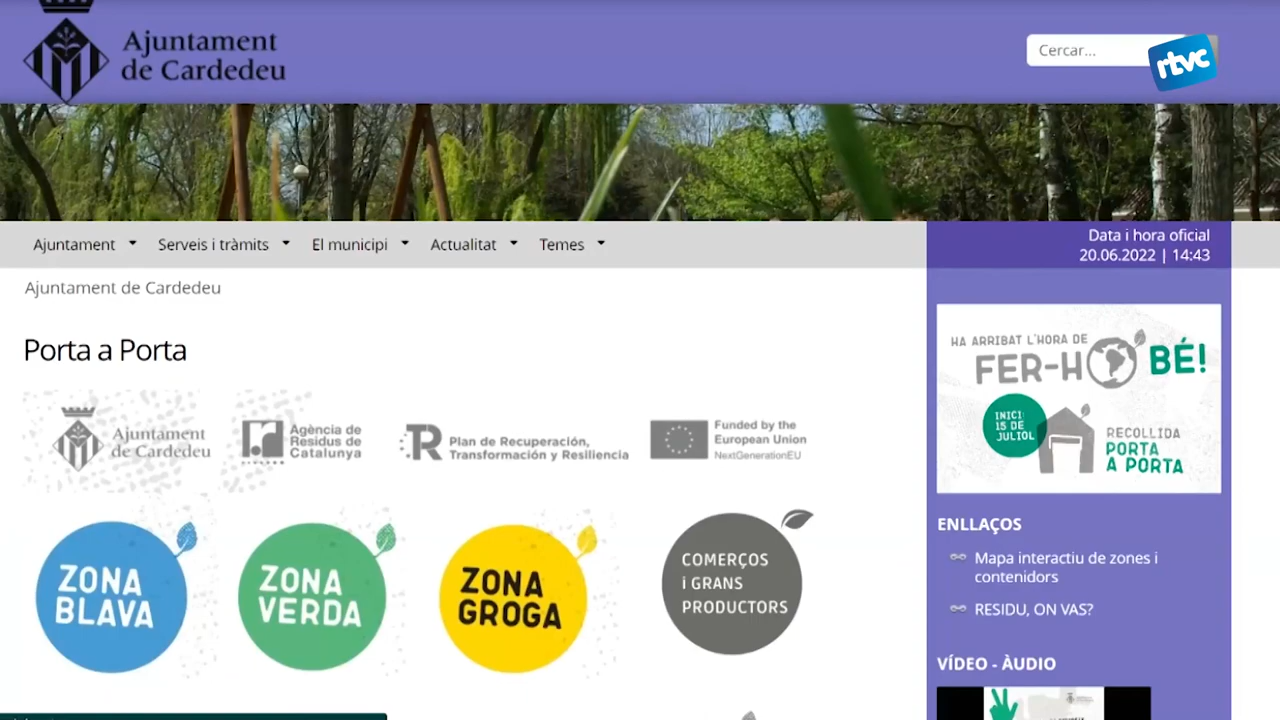 Ajuntament
de Cardedeu
Cercar...
rtvc
Ajuntament
Serveis i tràmits
El municipi
Actualitat
Temes
Data i hora oficial
20.06.2022 | 14:43
Ajuntament de Cardedeu
Porta a Porta
Ajuntament
de Cardedeu
Agència de
Residus de
Catalunya
Plan de Recuperación,
Transformación y Resiliencia
Funded by the
European Union
NextGenerationEU
ZONA
BLAVA
ZONA
VERDA
ZONA
GROGA
COMERÇOS
i GRANS
PRODUCTORS
HA ARRIBAT L'HORA DE
FER-HO BÉ!
INICI:
15 DE
JULIOL
RECOLLIDA
PORTA
A PORTA
ENLLAÇOS
Mapa interactiu de zones i
contenidors
RESIDU, ON VAS?
VÍDEO - ÀUDIO